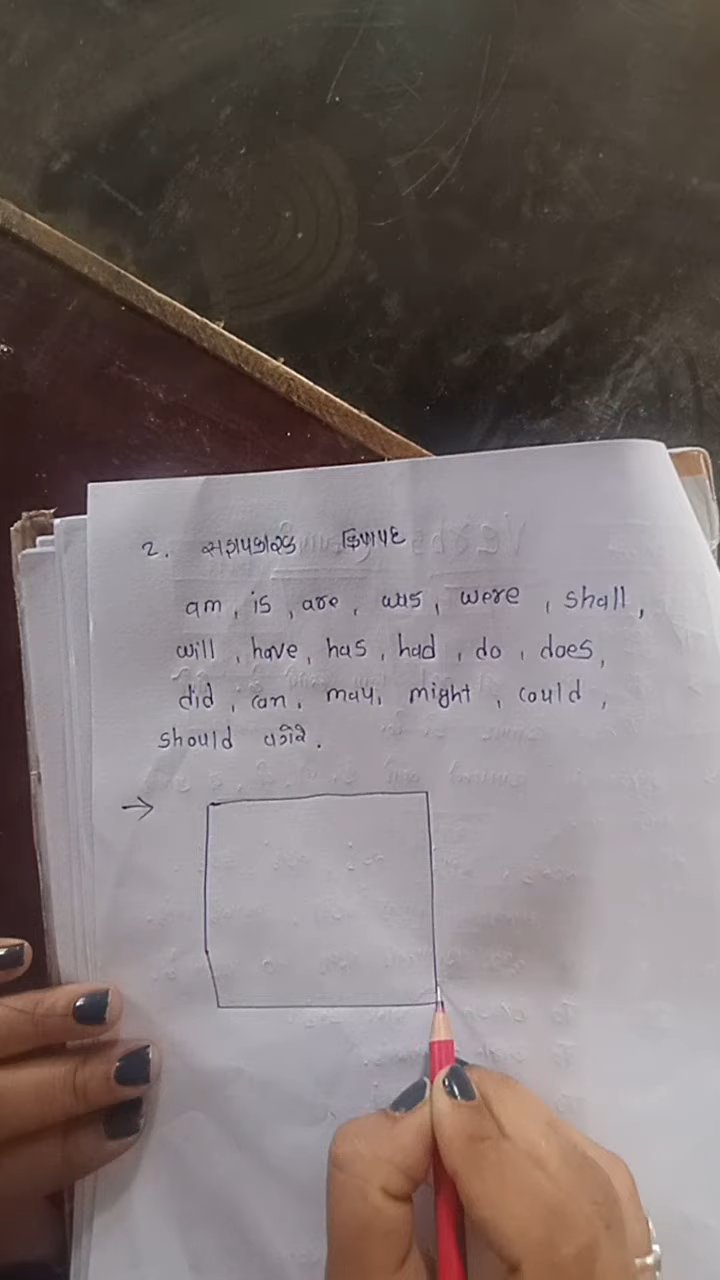 2. સહાયકારક ક્રિયાપદ
am, is, are, was, were, shall,
will, have, has, had, do, does,
did, can, may, might, could,
should વગેરે.
→